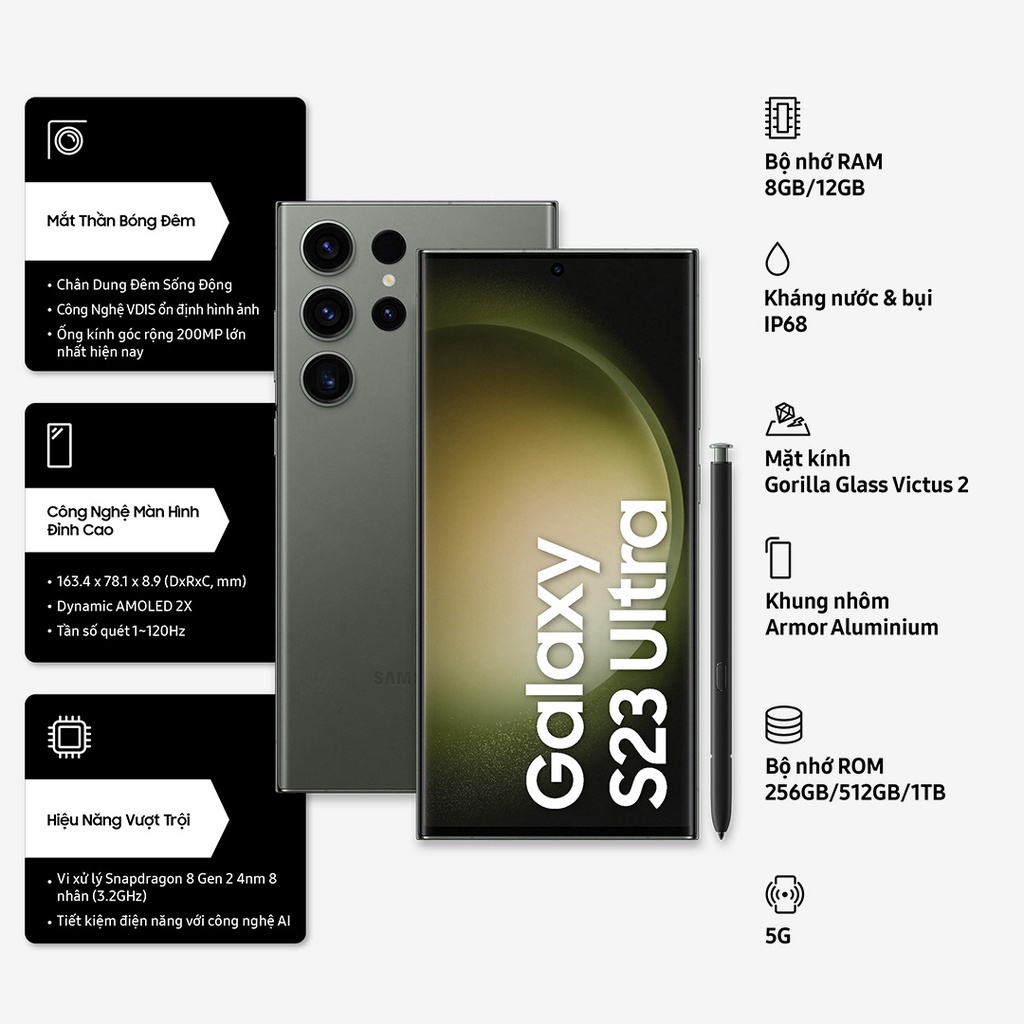 Mắt Thần Bóng Đêm
• Chân Dung Đêm Sống Động
• Công Nghệ VDIS ổn định hình ảnh
• Ống kính góc rộng 200MP lớn
nhất hiện nay
Công Nghệ Màn Hình
Đỉnh Cao
• 163.4 x 78.1 x 8.9 (DxRxC, mm)
• Dynamic AMOLED 2X
• Tần số quét 1~120Hz
Hiệu Năng Vượt Trội
• Vi xử lý Snapdragon 8 Gen 2 4nm 8
nhân (3.2GHz)
• Tiết kiệm điện năng với công nghệ AI
Galaxy
S23 Ultra
Bộ nhớ RAM
8GB/12GB
Kháng nước & bụi
IP68
Mặt kính
Gorilla Glass Victus 2
Khung nhôm
Armor Aluminium
Bộ nhớ ROM
256GB/512GB/1TB
5G